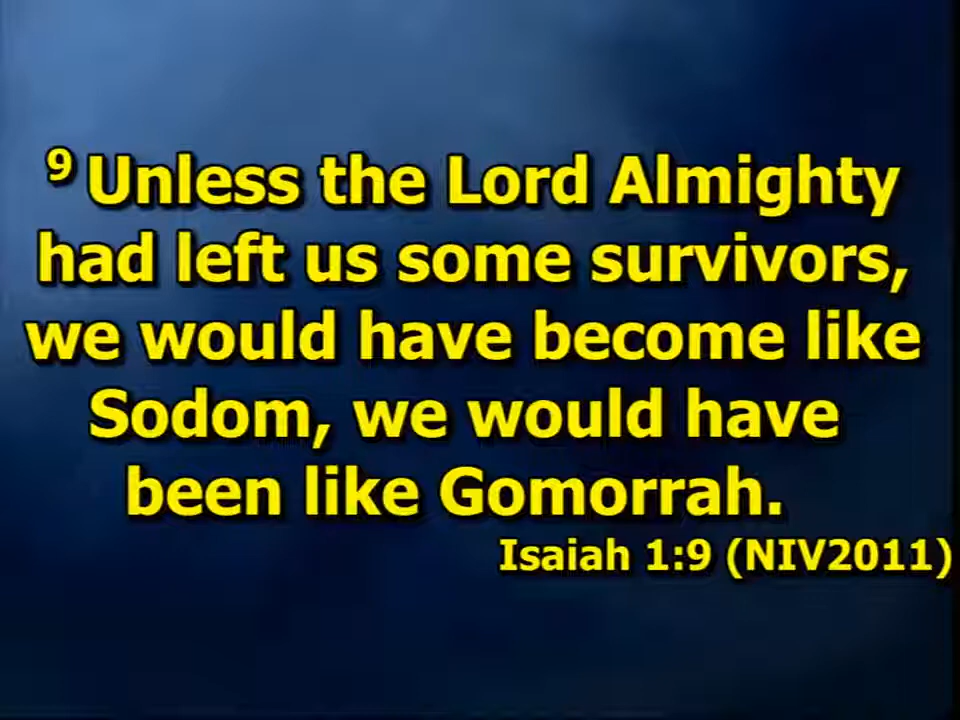 9 Unless the Lord Almighty
had left us some survivors,
we would have become like
Sodom, we would have
been like Gomorrah.
Isaiah 1:9 (NIV2011)